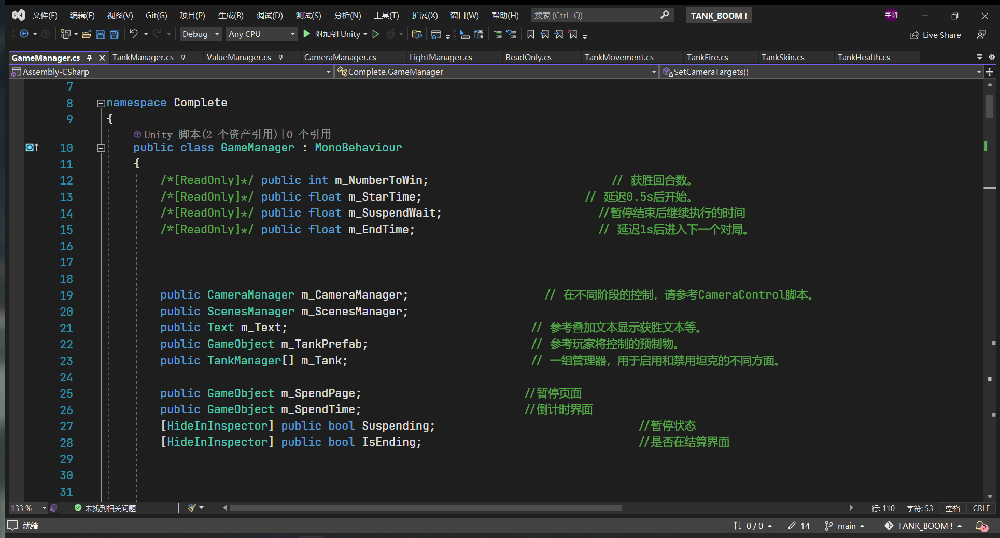 文件(F) 编辑(E) 视图(V) Git(G) 项目(P) 生成(B) 调试(D) 测试(S) 分析(N) 工具(T) 扩展(X) 窗口(W) 帮助(H) 搜索 (Ctrl+Q) TANK_BOOM ! 宇陈
Debug Any CPU 附加到 Unity Live Share
GameManager.cs TankManager.cs ValueManager.cs CameraManager.cs LightManager.cs ReadOnly.cs TankMovement.cs TankFire.cs TankSkin.cs TankHealth.cs
Assembly-CSharp Complete.GameManager SetCameraTargets()
7
8 namespace Complete
9 {
Unity 脚本(2 个资产引用)|0 个引用
10 public class GameManager : MonoBehaviour
11 {
12 /*[ReadOnly]*/ public int m_NumberToWin; // 获胜回合数。
13 /*[ReadOnly]*/ public float m_StarTime; // 延迟0.5s后开始。
14 /*[ReadOnly]*/ public float m_SuspendWait; //暂停结束后继续执行的时间
15 /*[ReadOnly]*/ public float m_EndTime; // 延迟1s后进入下一个对局。
16
17
18
19 public CameraManager m_CameraManager; // 在不同阶段的控制，请参考CameraControl脚本。
20 public ScenesManager m_ScenesManager;
21 public Text m_Text; // 参考叠加文本显示获胜文本等。
22 public GameObject m_TankPrefab; // 参考玩家将控制的预制物。
23 public TankManager[] m_Tank; // 一组管理器，用于启用和禁用坦克的不同方面。
24
25 public GameObject m_SpendPage; //暂停页面
26 public GameObject m_SpendTime; //倒计时界面
27 [HideInInspector] public bool Suspending; //暂停状态
28 [HideInInspector] public bool IsEnding; //是否在结算界面
29
30
31
133 % 未找到相关问题 行: 110 字符: 53 空格 CRLF
就绪 0 / 0 14 main TANK_BOOM ! 2